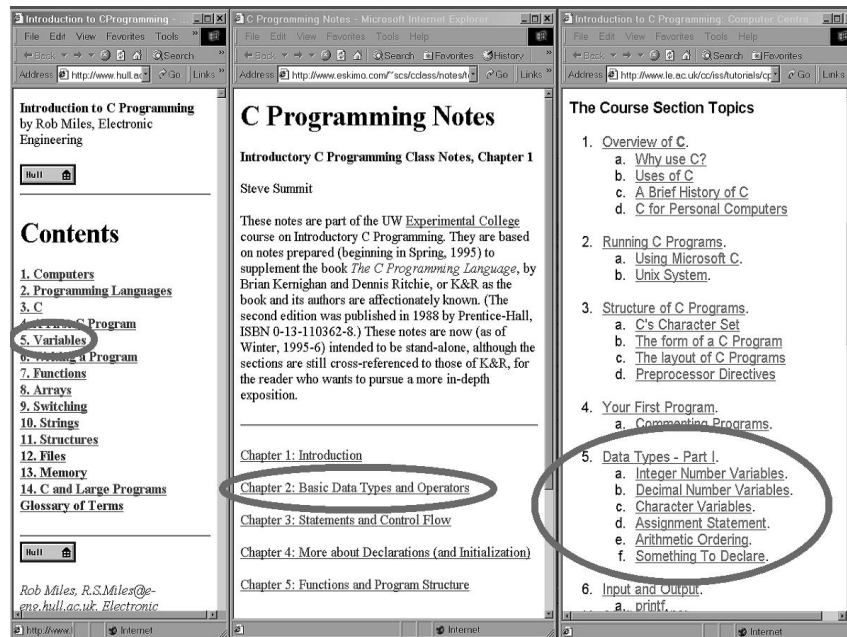 Introduction to CProgramming - ...
File Edit View Favorites Tools »
Back Search »
Address http://www.hull.ac Go Links »
Introduction to C Programming
by Rob Miles, Electronic
Engineering
Hull
Contents
1. Computers
2. Programming Languages
3. C
4. A First C Program
5. Variables
6. Writing a Program
7. Functions
8. Arrays
9. Switching
10. Strings
11. Structures
12. Files
13. Memory
14. C and Large Programs
Glossary of Terms
Hull
Rob Miles, R.S.Miles@e-
eng.hull.ac.uk, Electronic
http://www.l Internet
C Programming Notes - Microsoft Internet Explorer
File Edit View Favorites Tools Help
Back Search Favorites History »
Address http://www.eskimo.com/~scs/cclass/notes/ Go Links »
C Programming Notes
Introductory C Programming Class Notes, Chapter 1
Steve Summit
These notes are part of the UW Experimental College
course on Introductory C Programming. They are based
on notes prepared (beginning in Spring, 1995) to
supplement the book The C Programming Language, by
Brian Kernighan and Dennis Ritchie, or K&R as the
book and its authors are affectionately known. (The
second edition was published in 1988 by Prentice-Hall,
ISBN 0-13-110362-8.) These notes are now (as of
Winter, 1995-6) intended to be stand-alone, although the
sections are still cross-referenced to those of K&R, for
the reader who wants to pursue a more in-depth
exposition.
Chapter 1: Introduction
Chapter 2: Basic Data Types and Operators
Chapter 3: Statements and Control Flow
Chapter 4: More about Declarations (and Initialization)
Chapter 5: Functions and Program Structure
Internet
Introduction to C Programming: Computer Centre
File Edit View Favorites Tools Help
Back Search Favorites »
Address http://www.le.ac.uk/cc/iss/tutorials/cp Go Links
The Course Section Topics
1. Overview of C.
a. Why use C?
b. Uses of C
c. A Brief History of C
d. C for Personal Computers
2. Running C Programs.
a. Using Microsoft C.
b. Unix System.
3. Structure of C Programs.
a. C's Character Set
b. The form of a C Program
c. The layout of C Programs
d. Preprocessor Directives
4. Your First Program.
a. Commenting Programs.
5. Data Types - Part I.
a. Integer Number Variables.
b. Decimal Number Variables.
c. Character Variables.
d. Assignment Statement.
e. Arithmetic Ordering.
f. Something To Declare.
6. Input and Output.
a. printf.
Internet